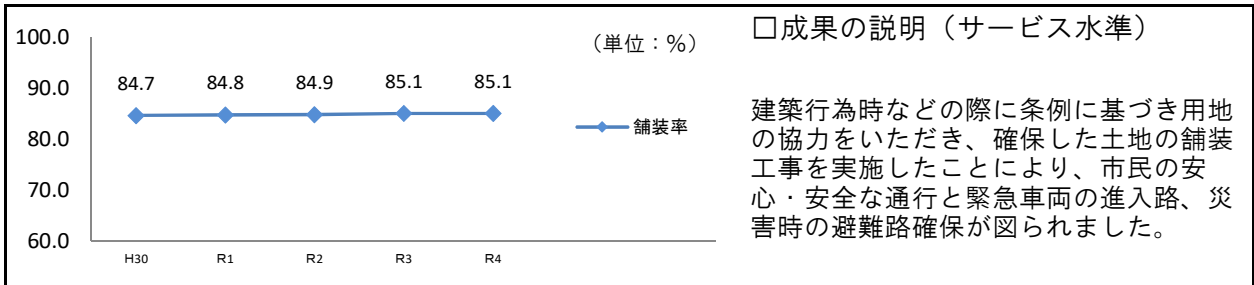 □成果の説明（サービス水準）
（単位：％）
100.0
90.0
80.0
70.0
60.0
84.7
84.8
84.9
85.1
85.1
舗装率
H30
R1
R2
R3
R4
建築行為時などの際に条例に基づき用地
の協力をいただき、確保した土地の舗装
工事を実施したことにより、市民の安
心・安全な通行と緊急車両の進入路、災
害時の避難路確保が図られました。